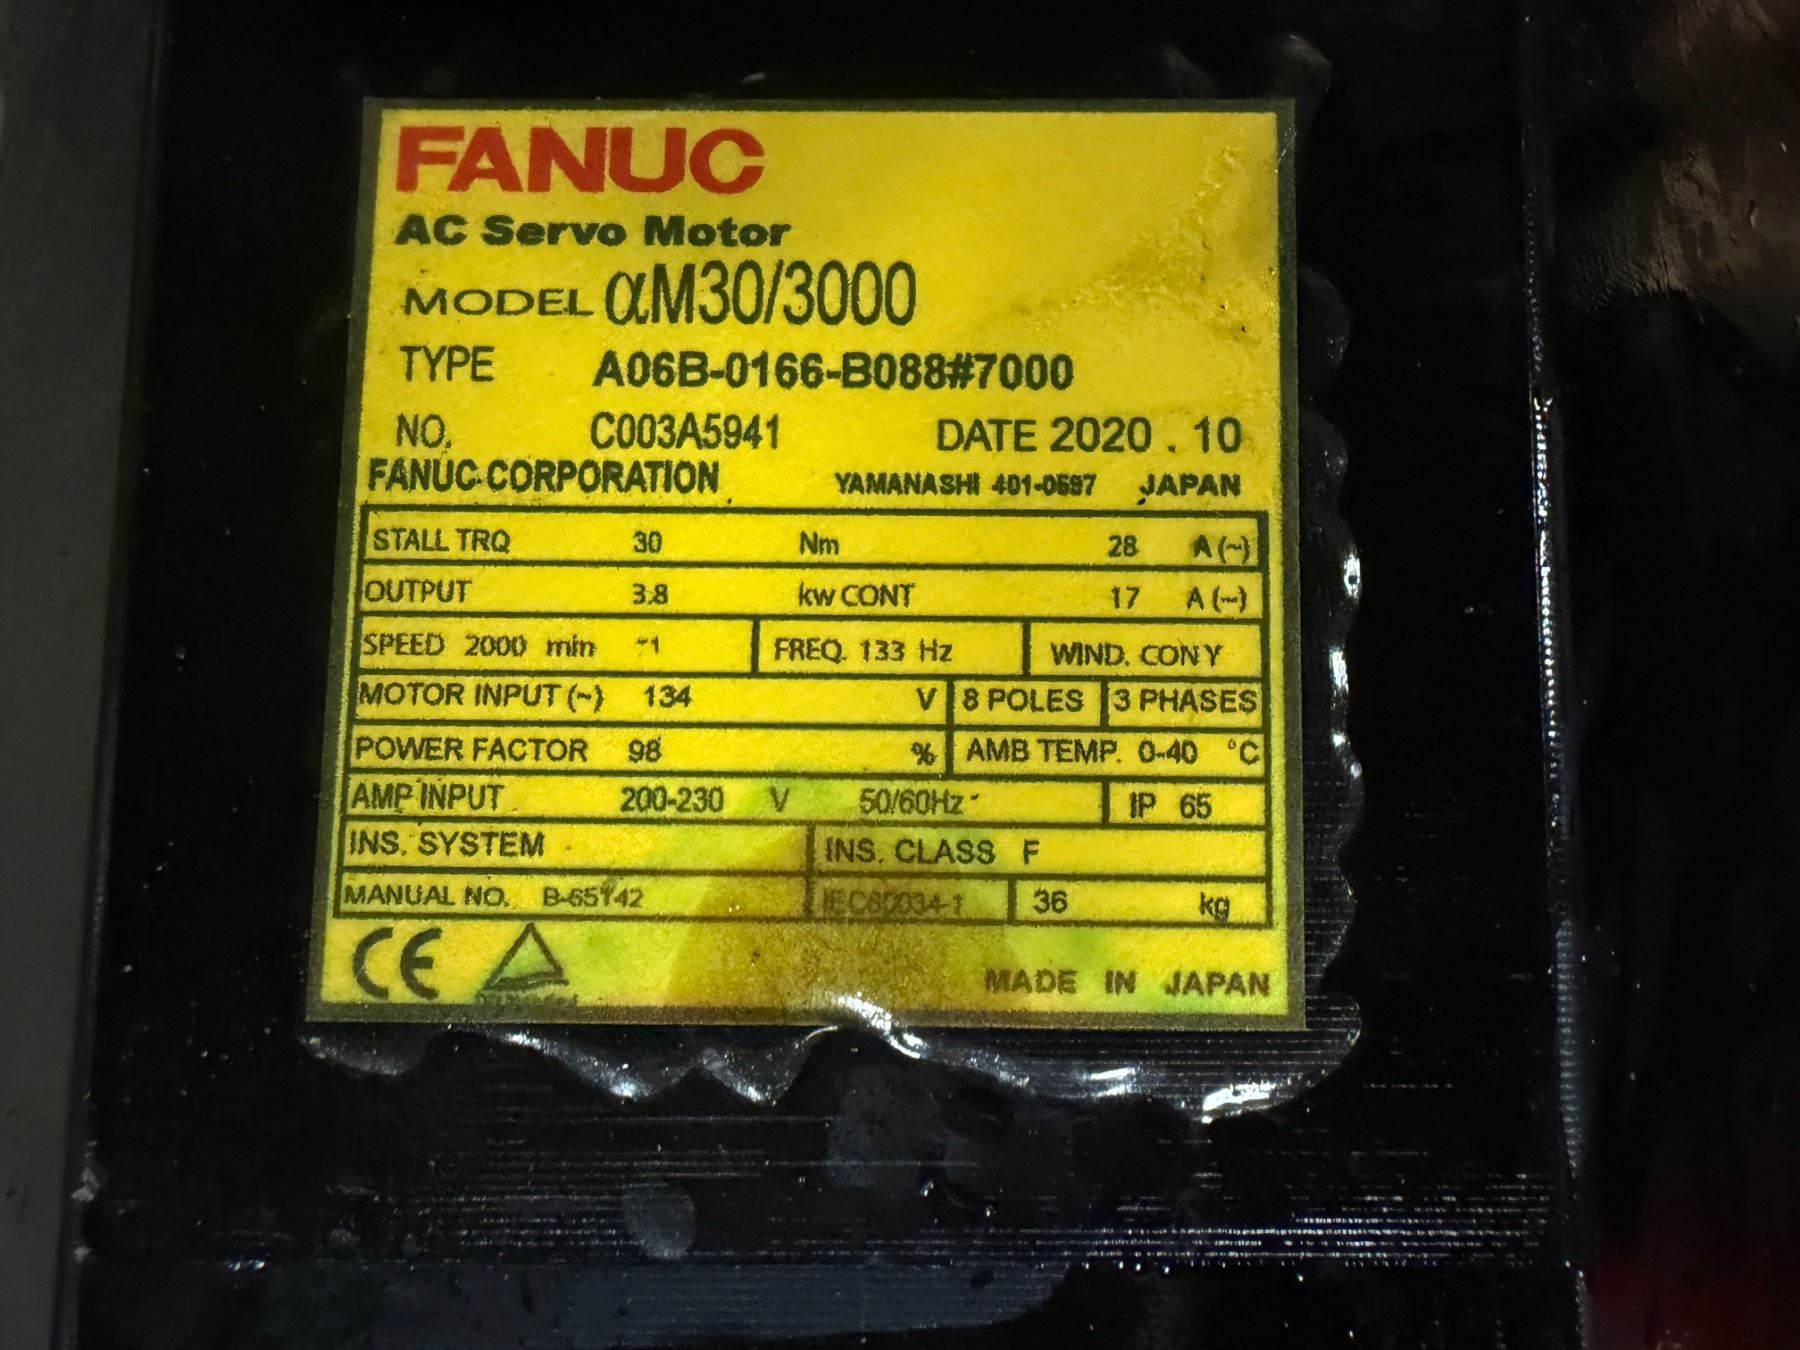 FANUC
AC Servo Motor
MODEL αM30/3000
TYPE A06B-0166-B088#7000
NO. C003A5941 DATE 2020 . 10
FANUC CORPORATION YAMANASHI 401-0597 JAPAN
STALL TRQ 30 Nm 28 A (~)
OUTPUT 3.8 kw CONT 17 A (~)
SPEED 2000 min -1 FREQ. 133 Hz WIND. CON Y
MOTOR INPUT (~) 134 V 8 POLES 3 PHASES
POWER FACTOR 98 % AMB TEMP. 0-40 °C
AMP INPUT 200-230 V 50/60Hz IP 65
INS. SYSTEM INS. CLASS F
MANUAL NO. B-65142 IEC60034-1 36 kg
CE
MADE IN JAPAN